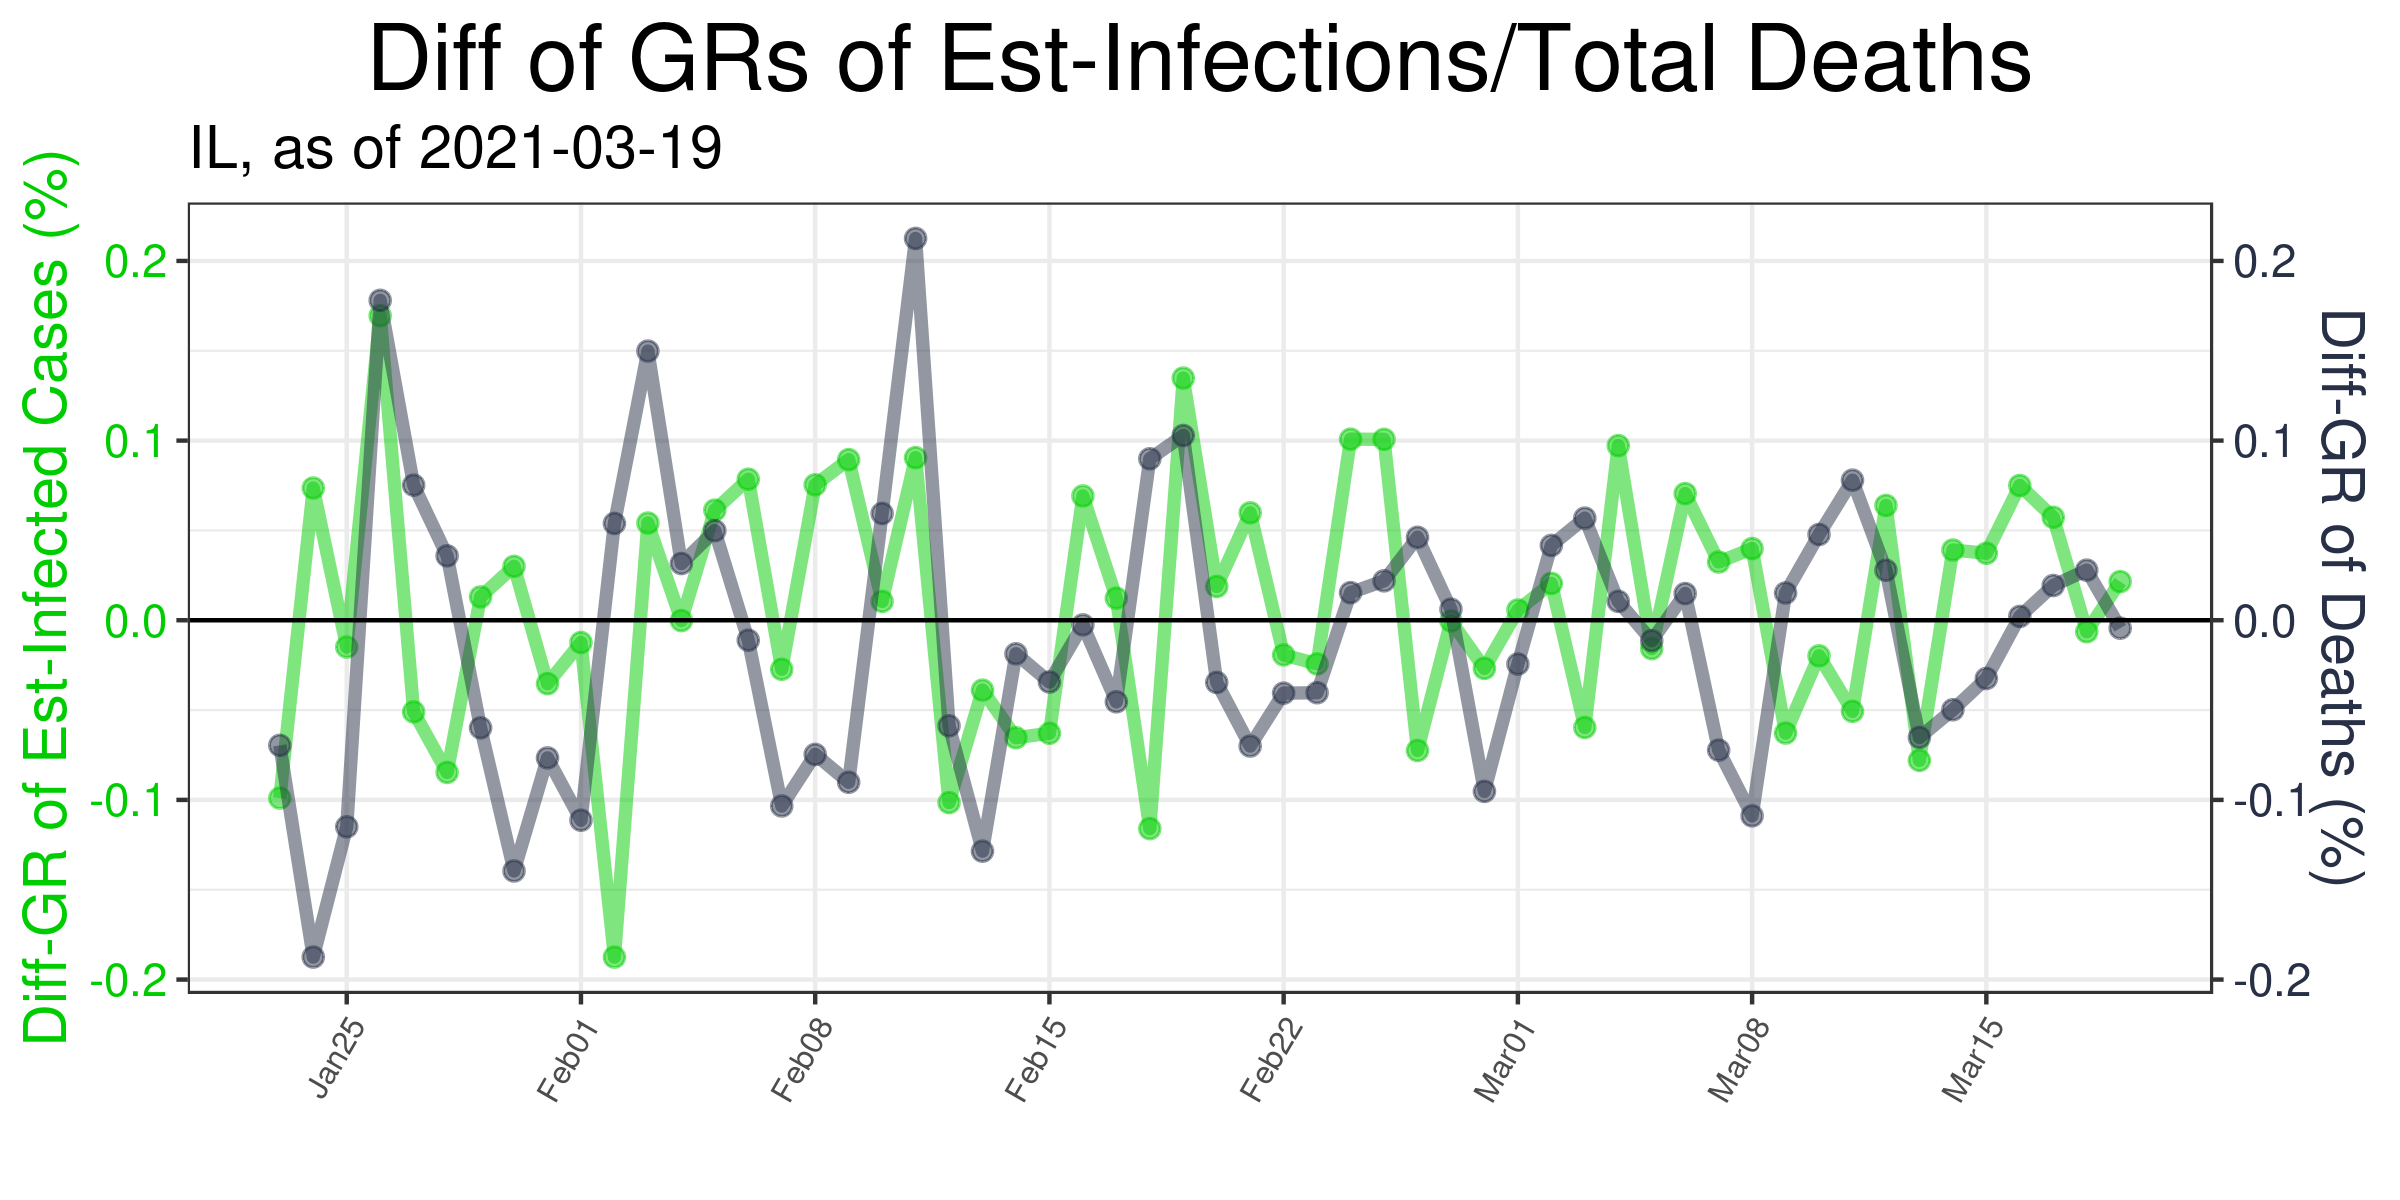 Diff of GRs of Est-Infections/Total Deaths
IL, as of 2021-03-19
Diff-GR of Est-Infected Cases (%)
0.2
0.1
0.0
-0.1
-0.2
0.2
0.1
0.0
-0.1
-0.2
Diff-GR of Deaths (%)
Jan25
Feb01
Feb08
Feb15
Feb22
Mar01
Mar08
Mar15